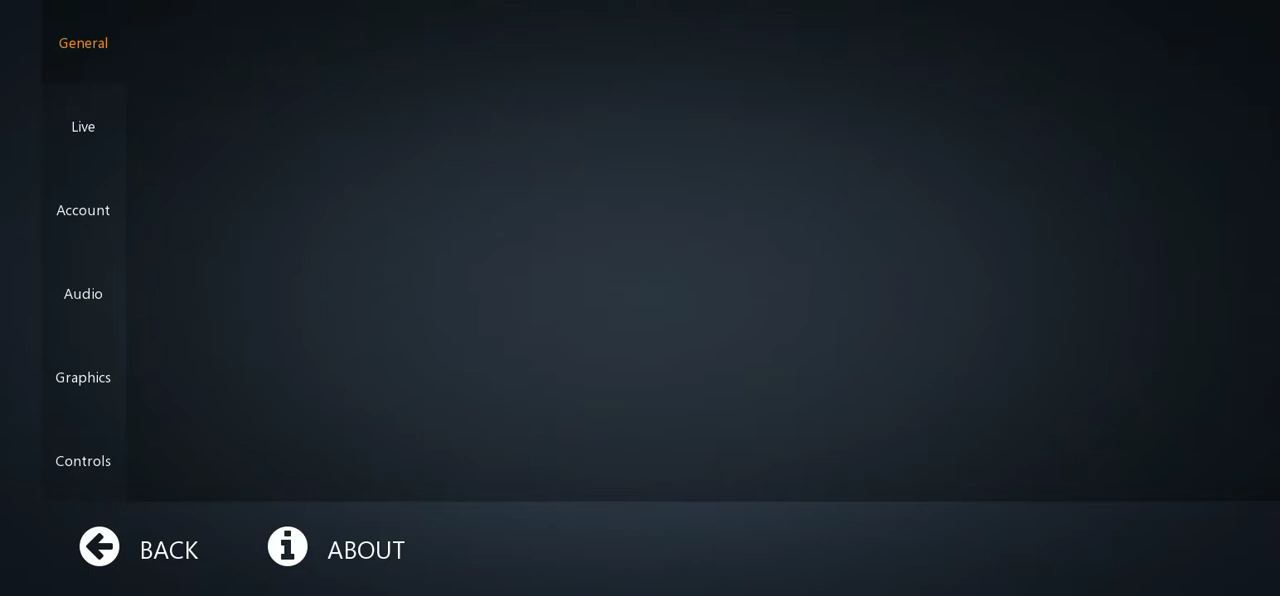 General
Live
Account
Audio
Graphics
Controls
BACK
ABOUT